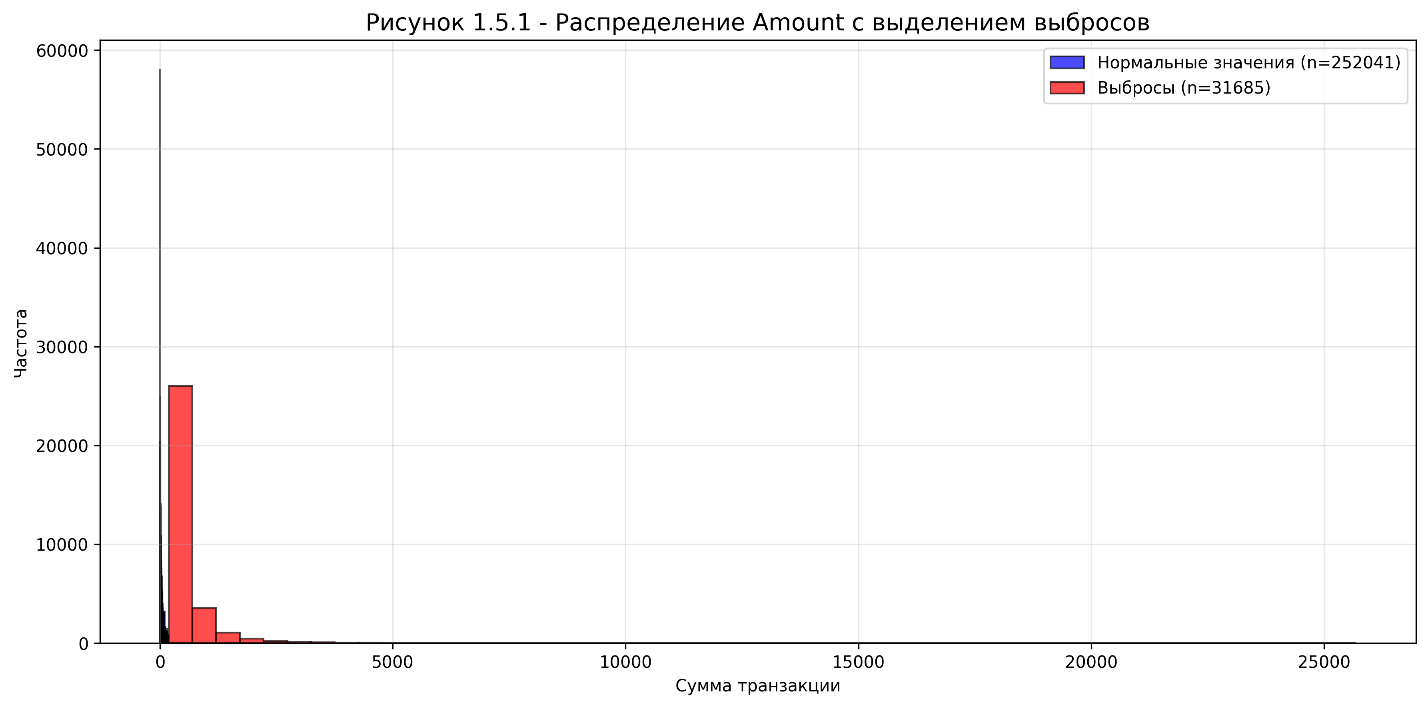 Рисунок 1.5.1 - Распределение Amount с выделением выбросов
Нормальные значения (n=252041)
Выбросы (n=31685)
60000
50000
40000
30000
20000
10000
0
Частота
0 5000 10000 15000 20000 25000
Сумма транзакции